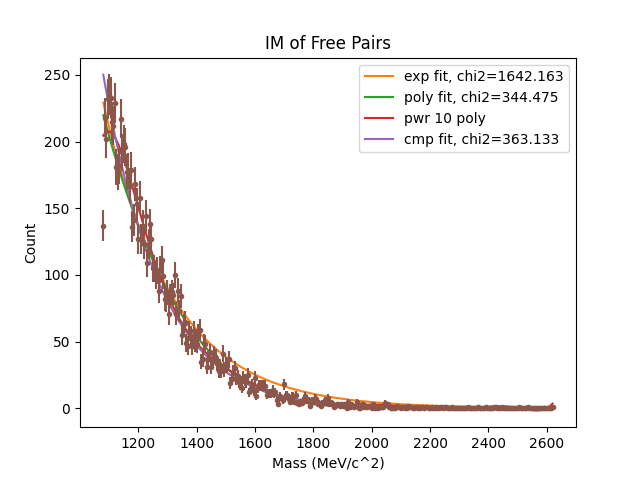 IM of Free Pairs
exp fit, chi2=1642.163
poly fit, chi2=344.475
pwr 10 poly
cmp fit, chi2=363.133
250
200
150
100
50
0
Count
1200 1400 1600 1800 2000 2200 2400 2600
Mass (MeV/c^2)